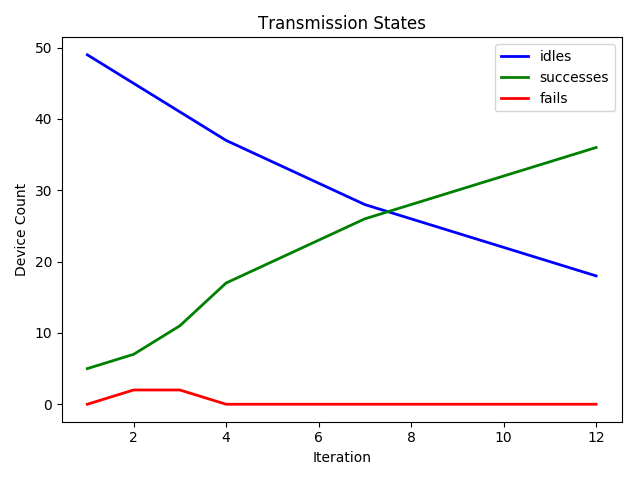 Transmission States
idles
successes
fails
Device Count
50
40
30
20
10
0
2 4 6 8 10 12
Iteration